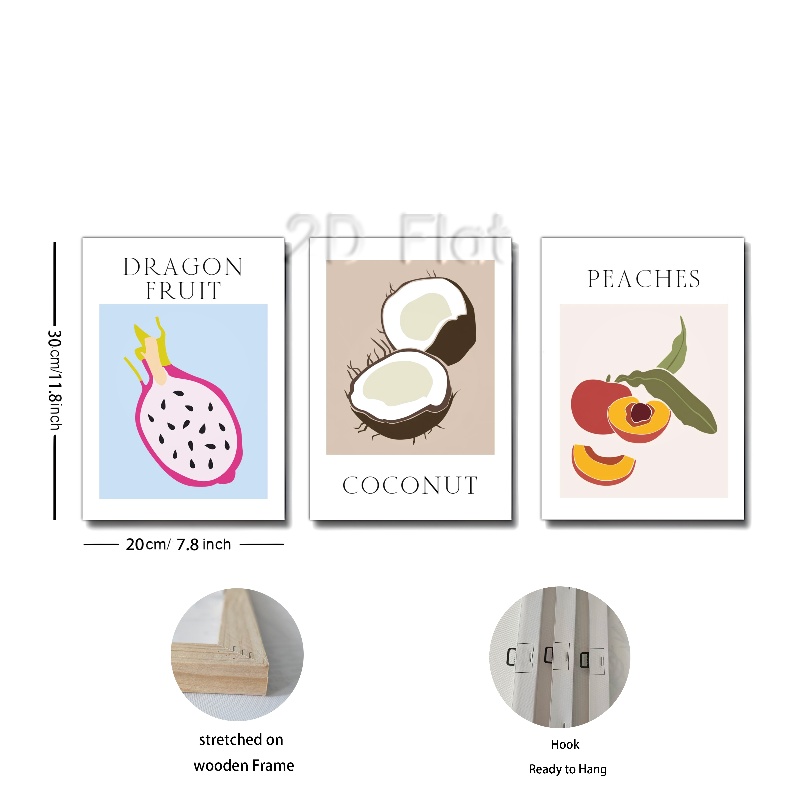 2D Flat
DRAGON
FRUIT
COCONUT
PEACHES
30cm/11.8inch
20cm/ 7.8 inch
stretched on
wooden Frame
Hook
Ready to Hang